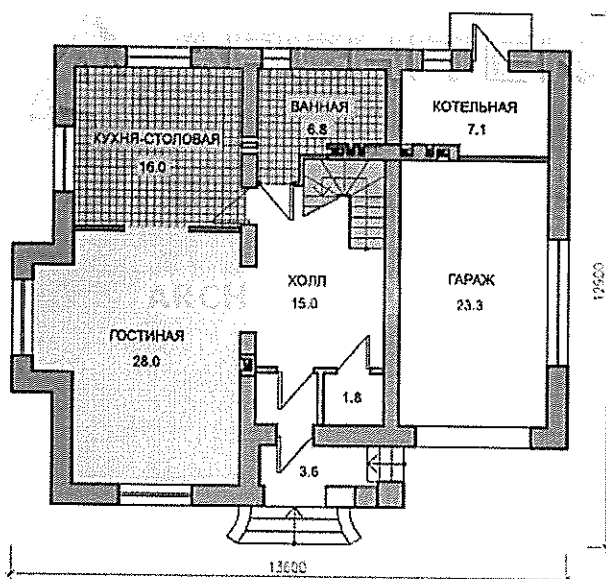 ВАННАЯ
6.8
КОТЕЛЬНАЯ
7.1
КУХНЯ-СТОЛОВАЯ
16.0
ХОЛЛ
15.0
ГАРАЖ
23.3
ГОСТИНАЯ
28.0
1.8
3.6
12900
13600